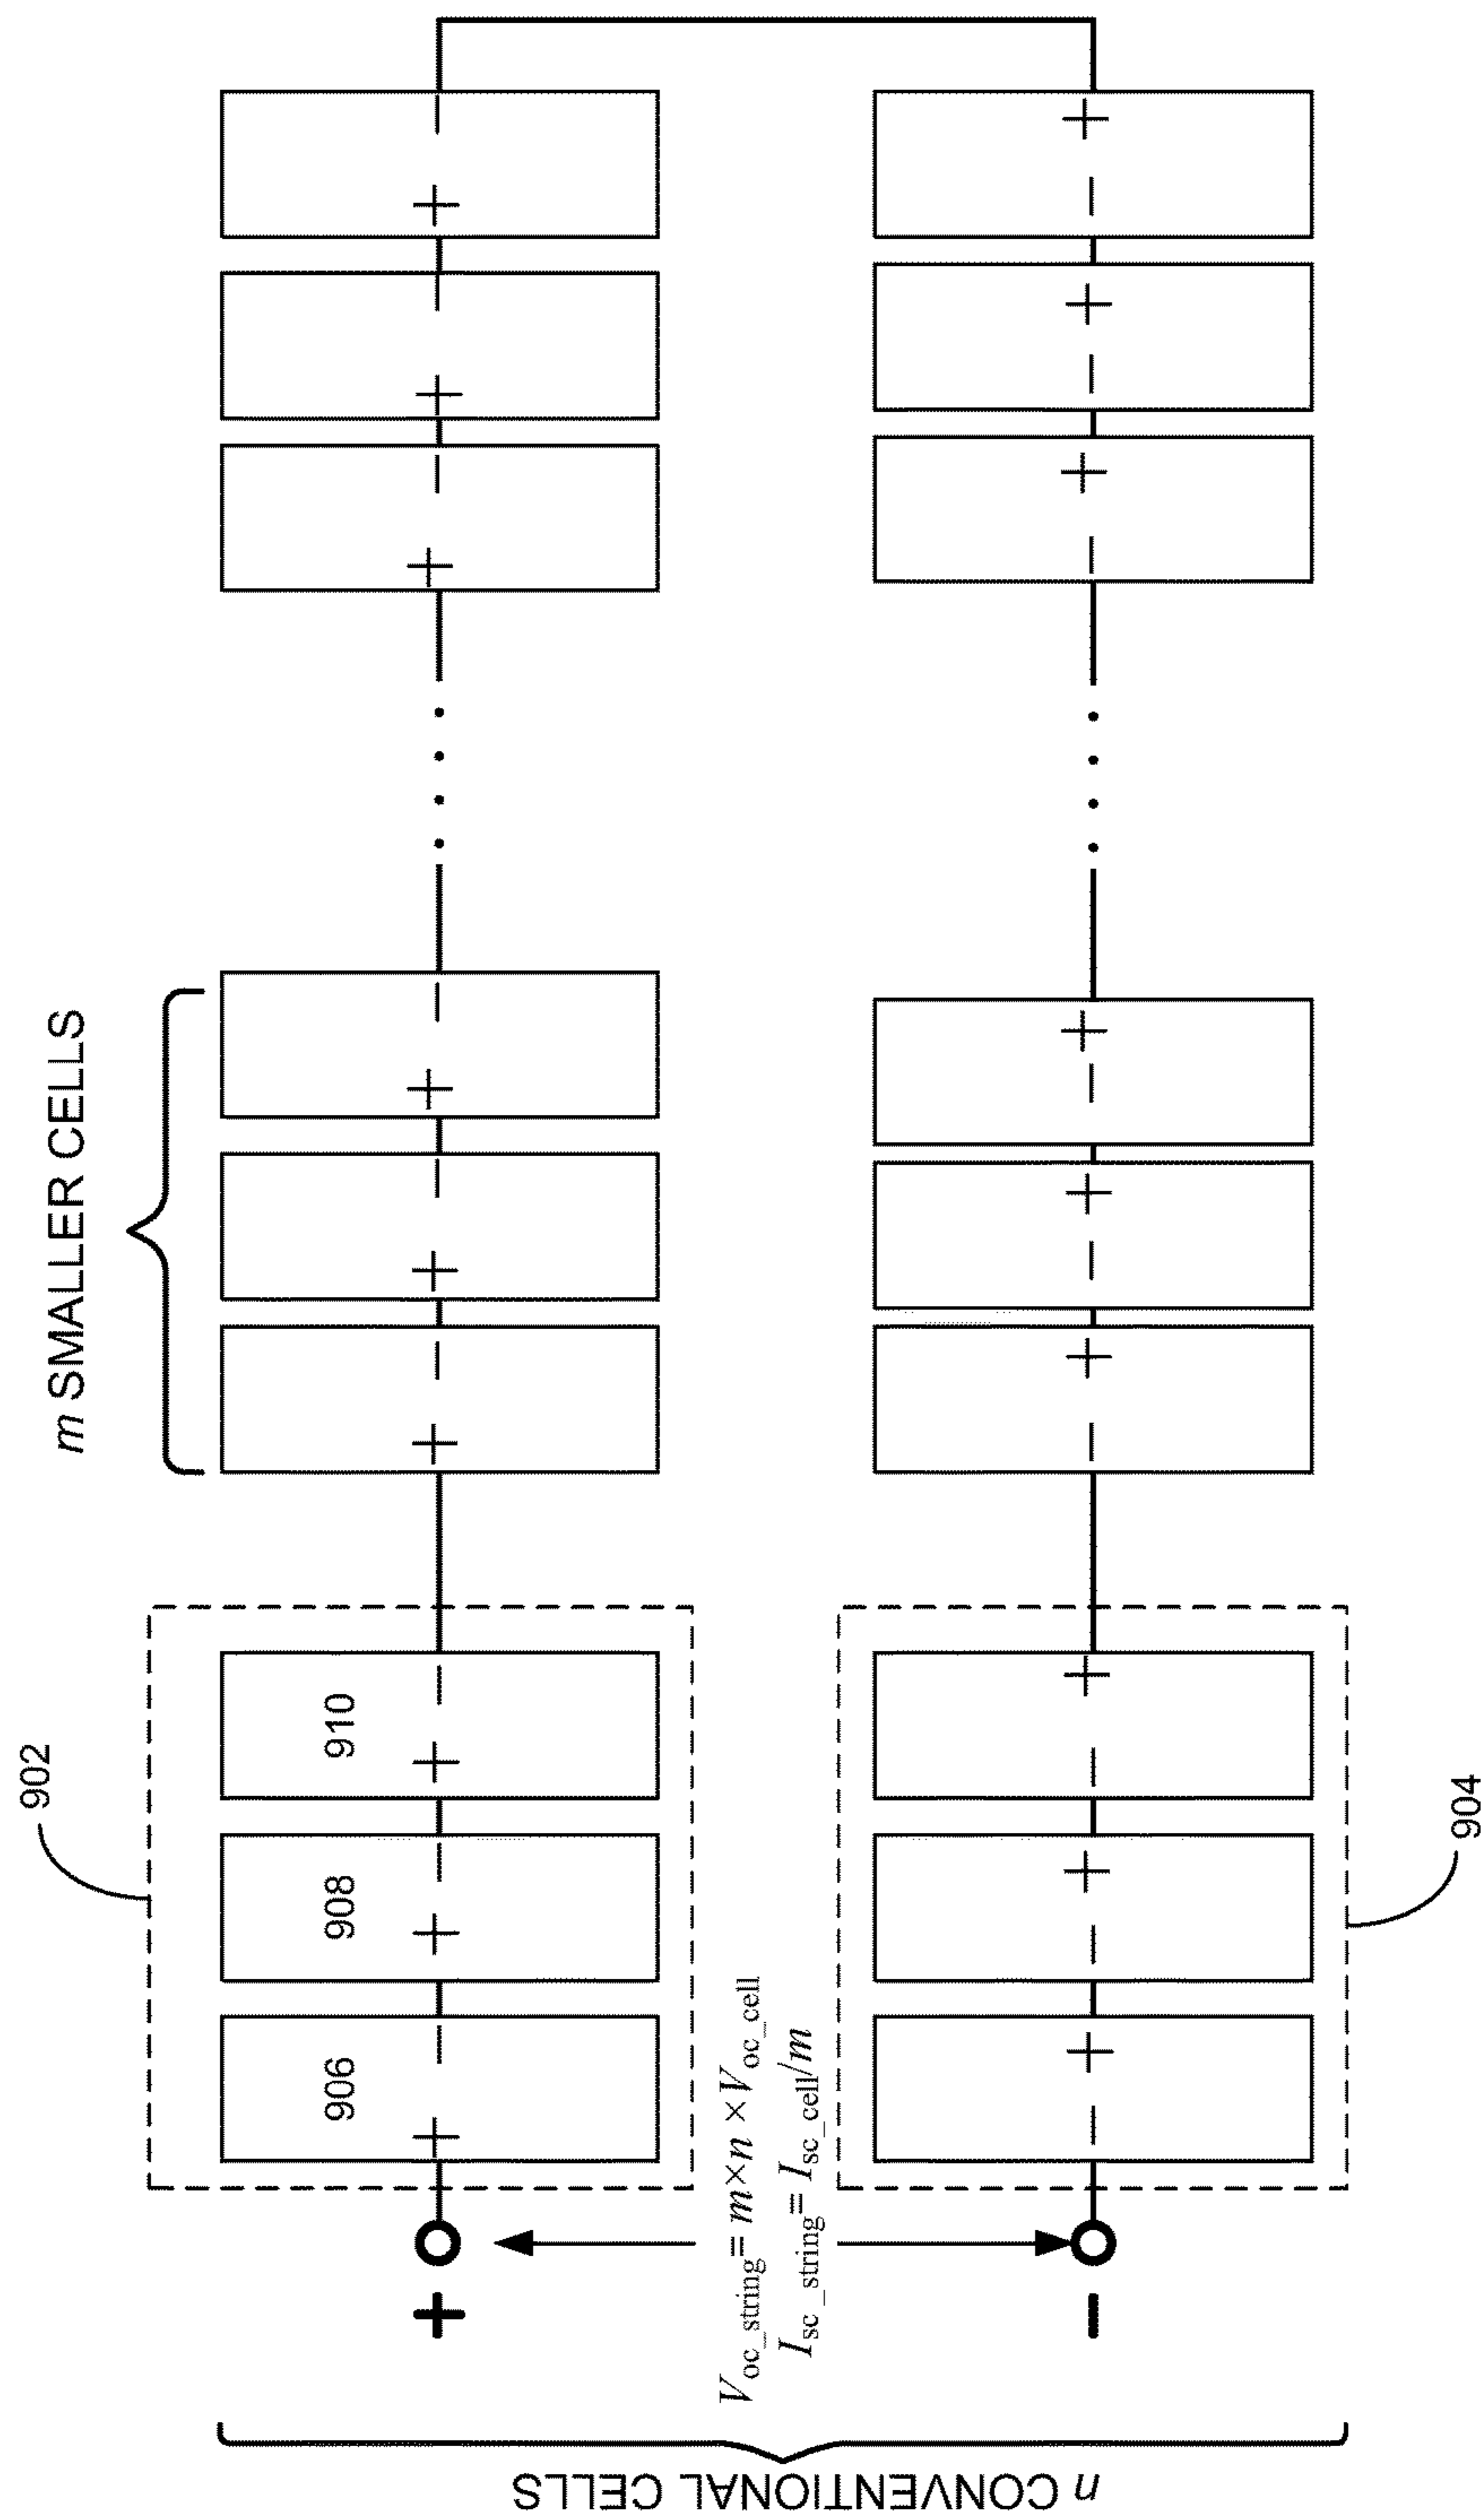 m SMALLER CELLS
902
906
908
910
+ − + − + −
+ − + − + −
+ − + − + −
+
V_oc_string= m×n ×V_oc_cell
I_sc_string= I_sc_cell/m
−
− + − + − +
− + − + − +
− + − + − +
904
n CONVENTIONAL CELLS